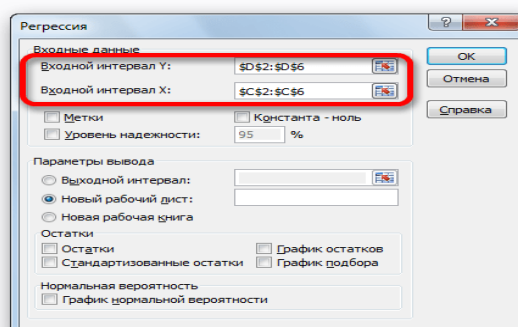 Регрессия
Входные данные
Входной интервал Y: $D$2:$D$6
Входной интервал X: $C$2:$C$6
Метки Константа - ноль
Уровень надежности: 95 %
ОК
Отмена
Справка
Параметры вывода
Выходной интервал:
Новый рабочий лист:
Новая рабочая книга
Остатки
Остатки График остатков
Стандартизованные остатки График подбора
Нормальная вероятность
График нормальной вероятности